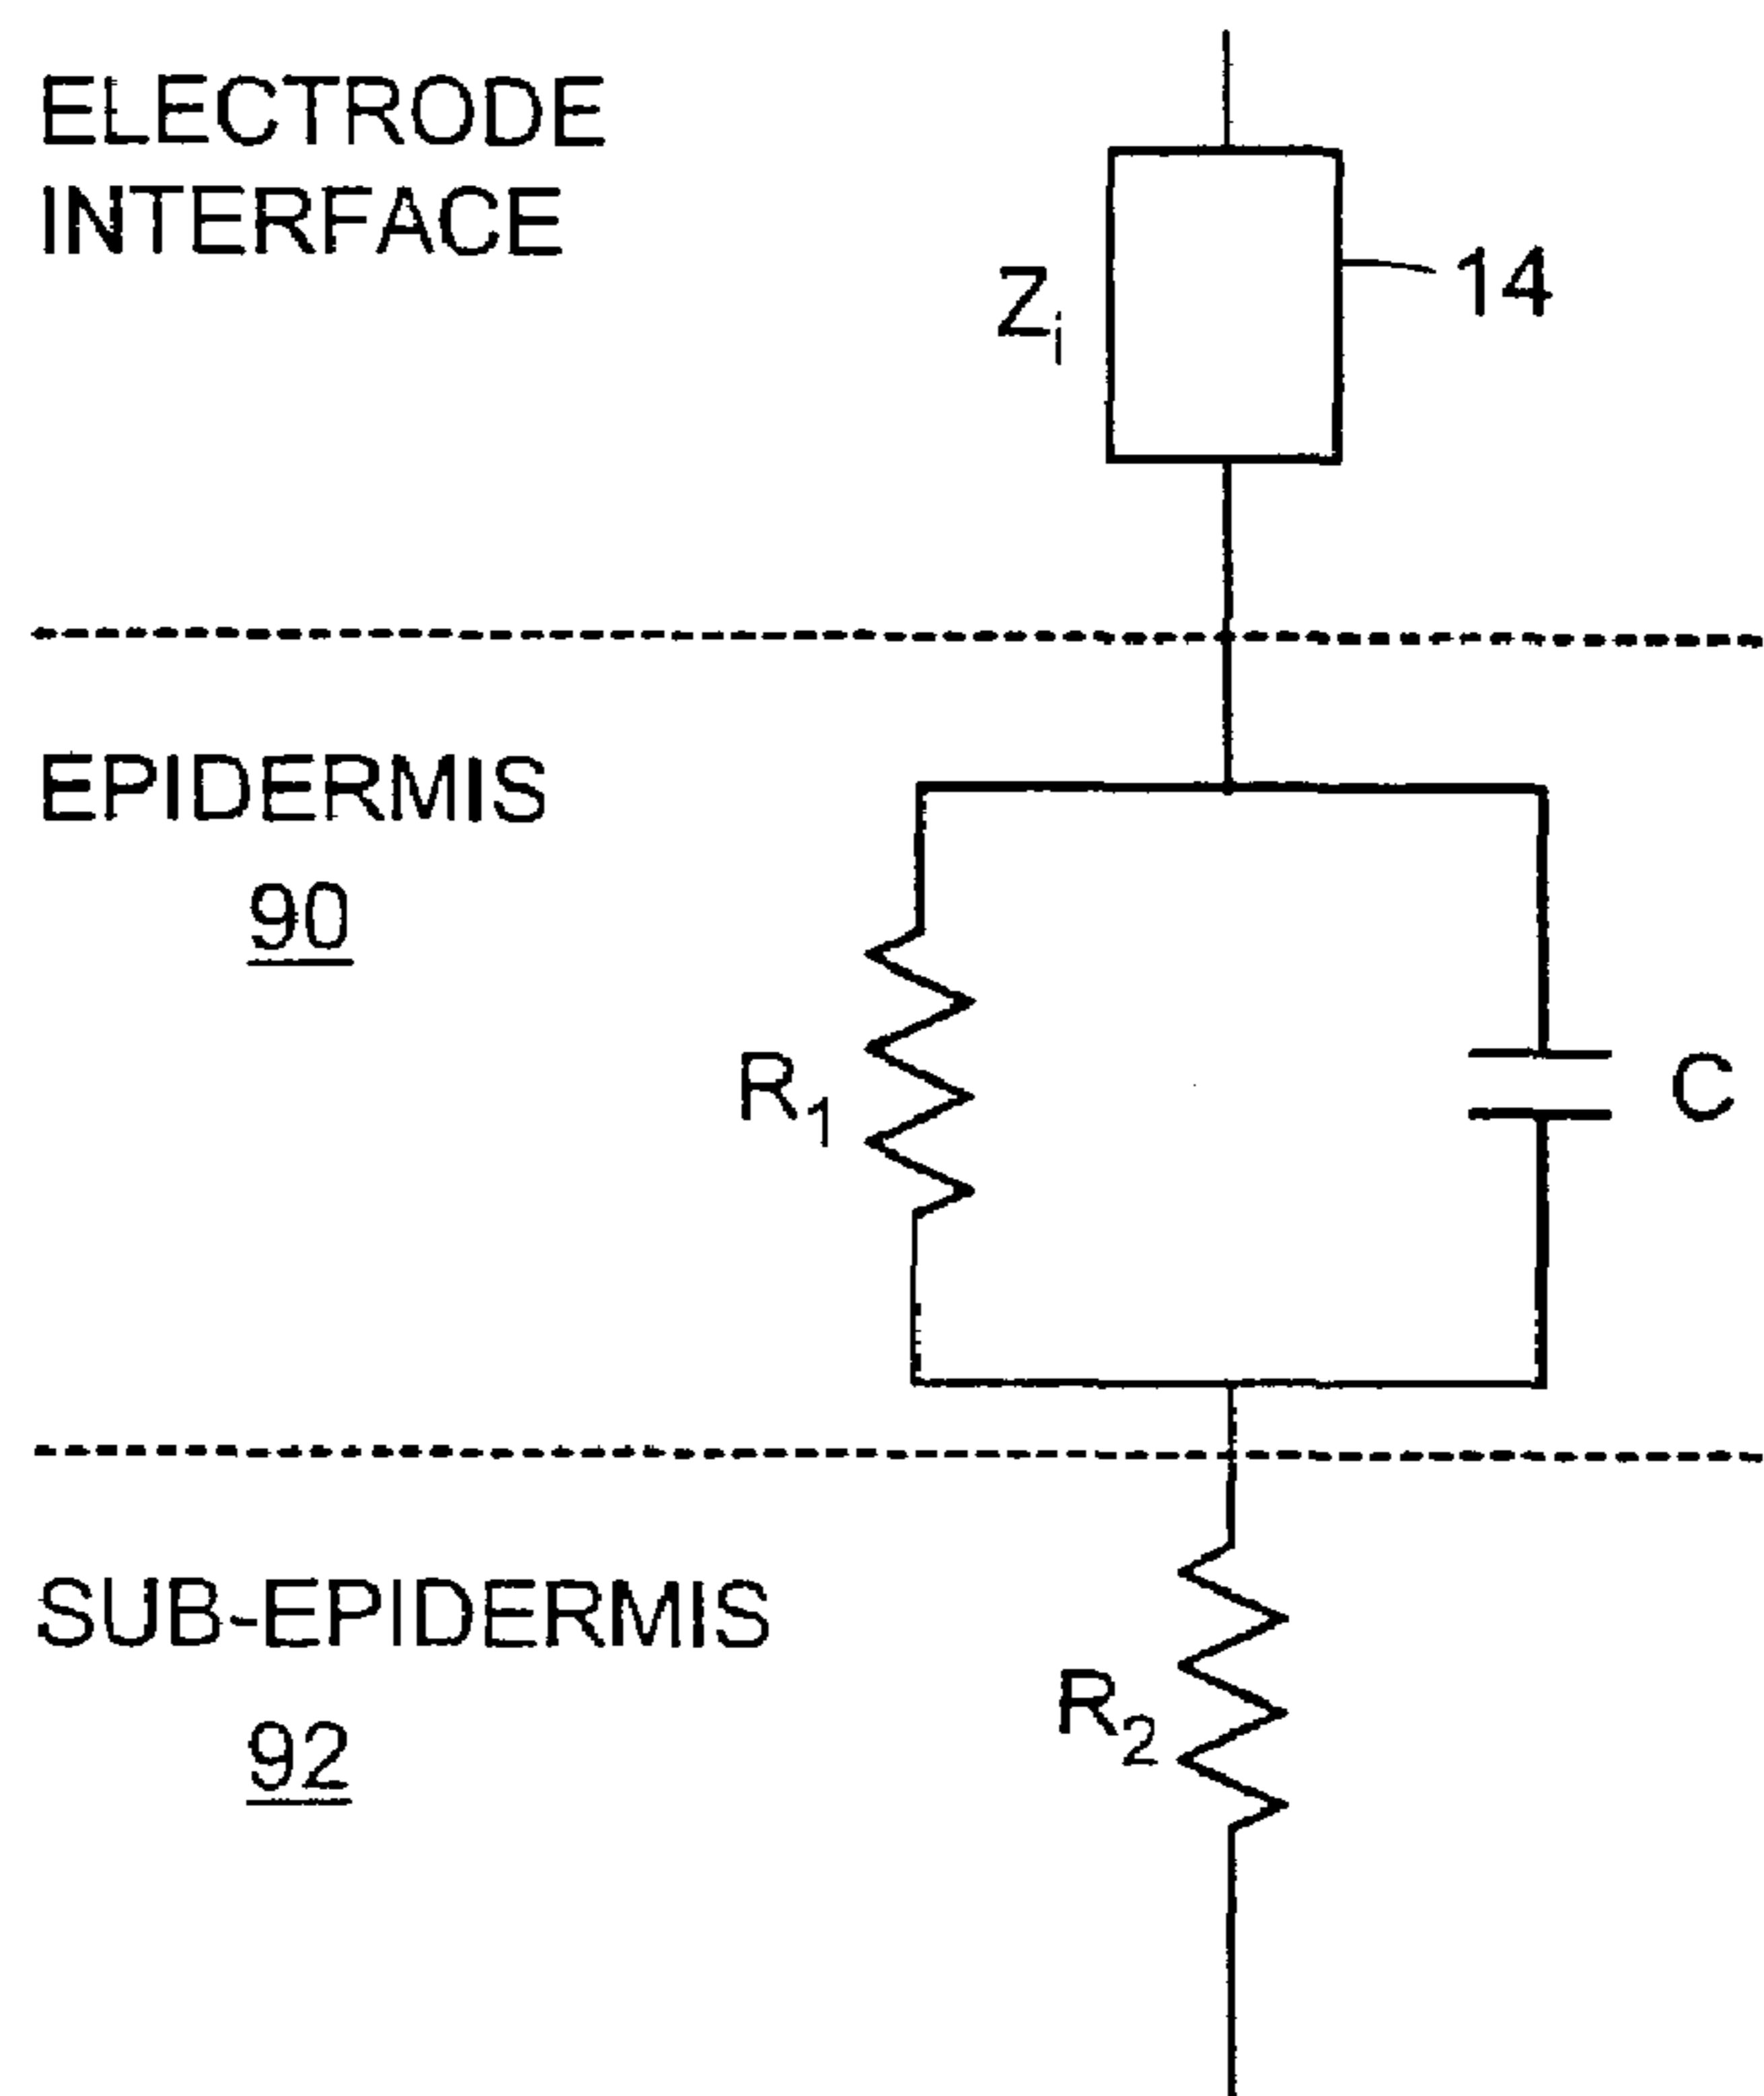 ELECTRODE
INTERFACE
Zi
14
EPIDERMIS
90
R1
C
SUB-EPIDERMIS
R2
92